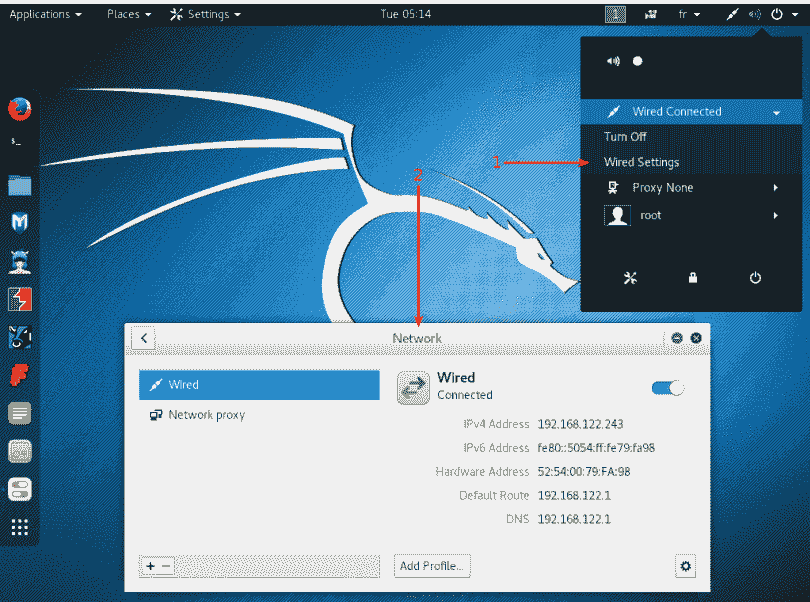 Applications Places Settings Tue 05:14 1 fr
Wired Connected
Turn Off
1 Wired Settings
Proxy None
root
2
Network
Wired
Network proxy
Wired
Connected
IPv4 Address 192.168.122.243
IPv6 Address fe80::5054:ff:fe79:fa98
Hardware Address 52:54:00:79:FA:98
Default Route 192.168.122.1
DNS 192.168.122.1
Add Profile...